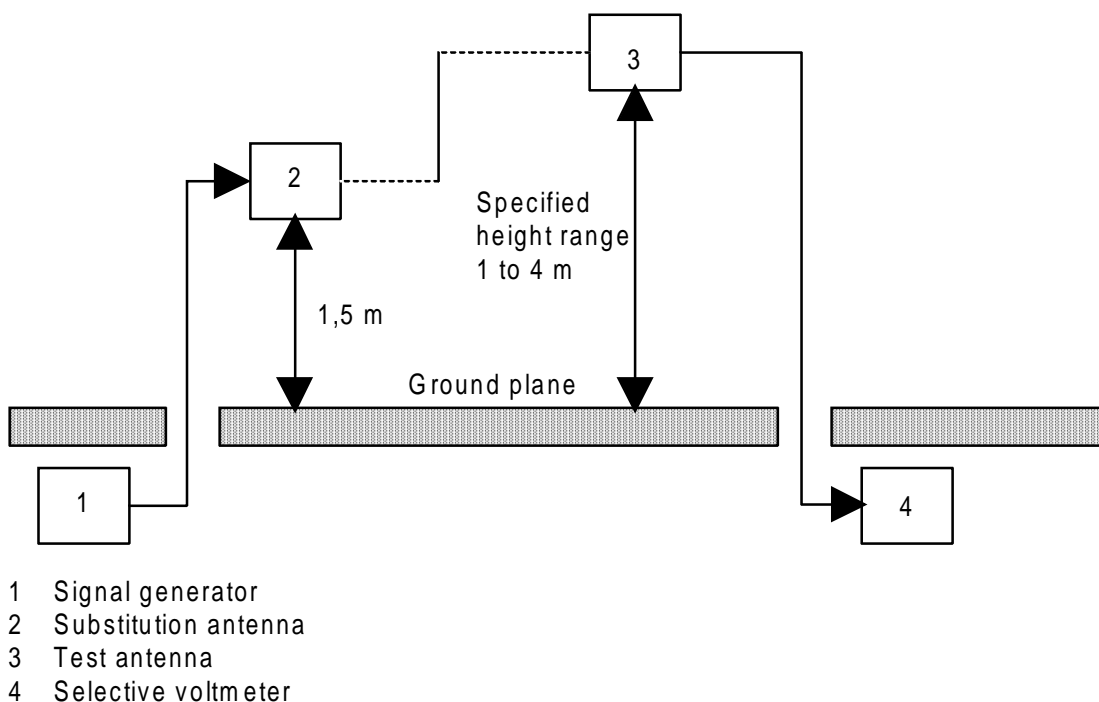 3
2
Specified
height range
1 to 4 m
1,5 m
Ground plane
1
4
1 Signal generator
2 Substitution antenna
3 Test antenna
4 Selective voltmeter